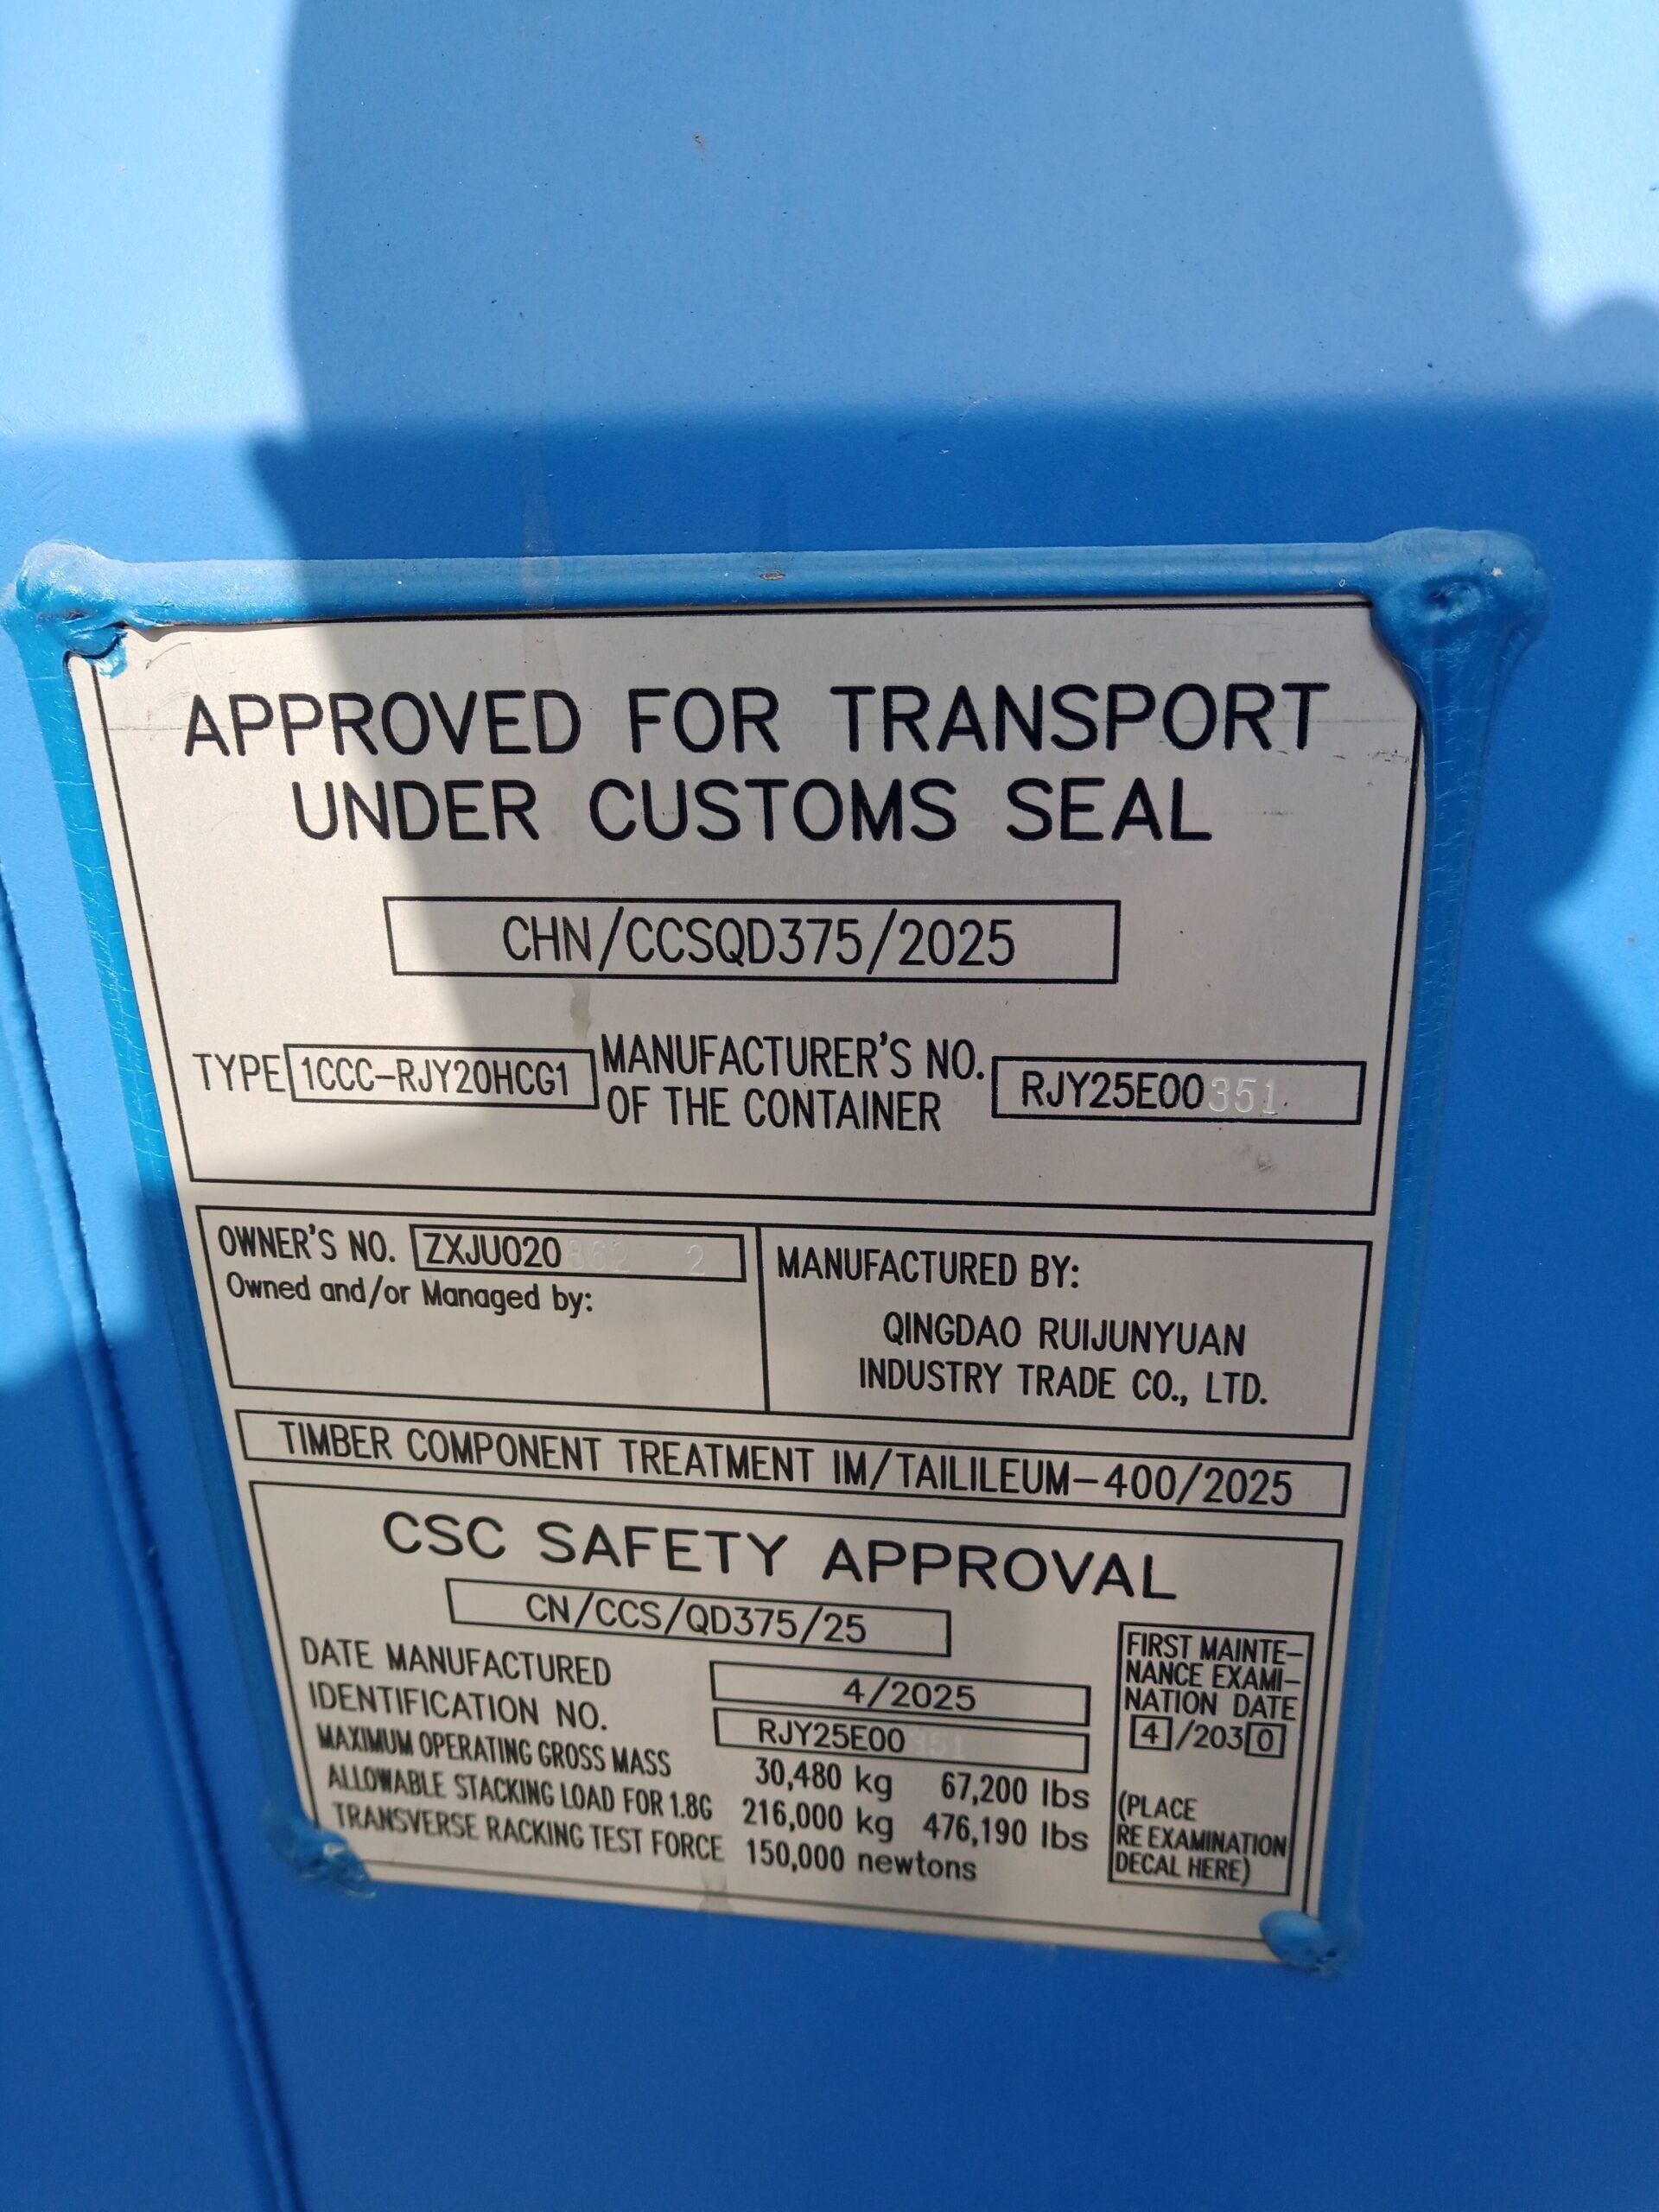 APPROVED FOR TRANSPORT
UNDER CUSTOMS SEAL
CHN/CCSQD375/2025
TYPE 1CCC-RJY20HCG1 MANUFACTURER'S NO. OF THE CONTAINER RJY25E00351
OWNER'S NO. ZXJU020862 2
Owned and/or Managed by:
MANUFACTURED BY:
QINGDAO RUIJUNYUAN
INDUSTRY TRADE CO., LTD.
TIMBER COMPONENT TREATMENT IM/TAILILEUM-400/2025
CSC SAFETY APPROVAL
CN/CCS/QD375/25
DATE MANUFACTURED 4/2025
IDENTIFICATION NO. RJY25E00351
MAXIMUM OPERATING GROSS MASS 30,480 kg 67,200 lbs
ALLOWABLE STACKING LOAD FOR 1.8G 216,000 kg 476,190 lbs
TRANSVERSE RACKING TEST FORCE 150,000 newtons
FIRST MAINTE-
NANCE EXAMI-
NATION DATE
4/2030
(PLACE
RE EXAMINATION
DECAL HERE)